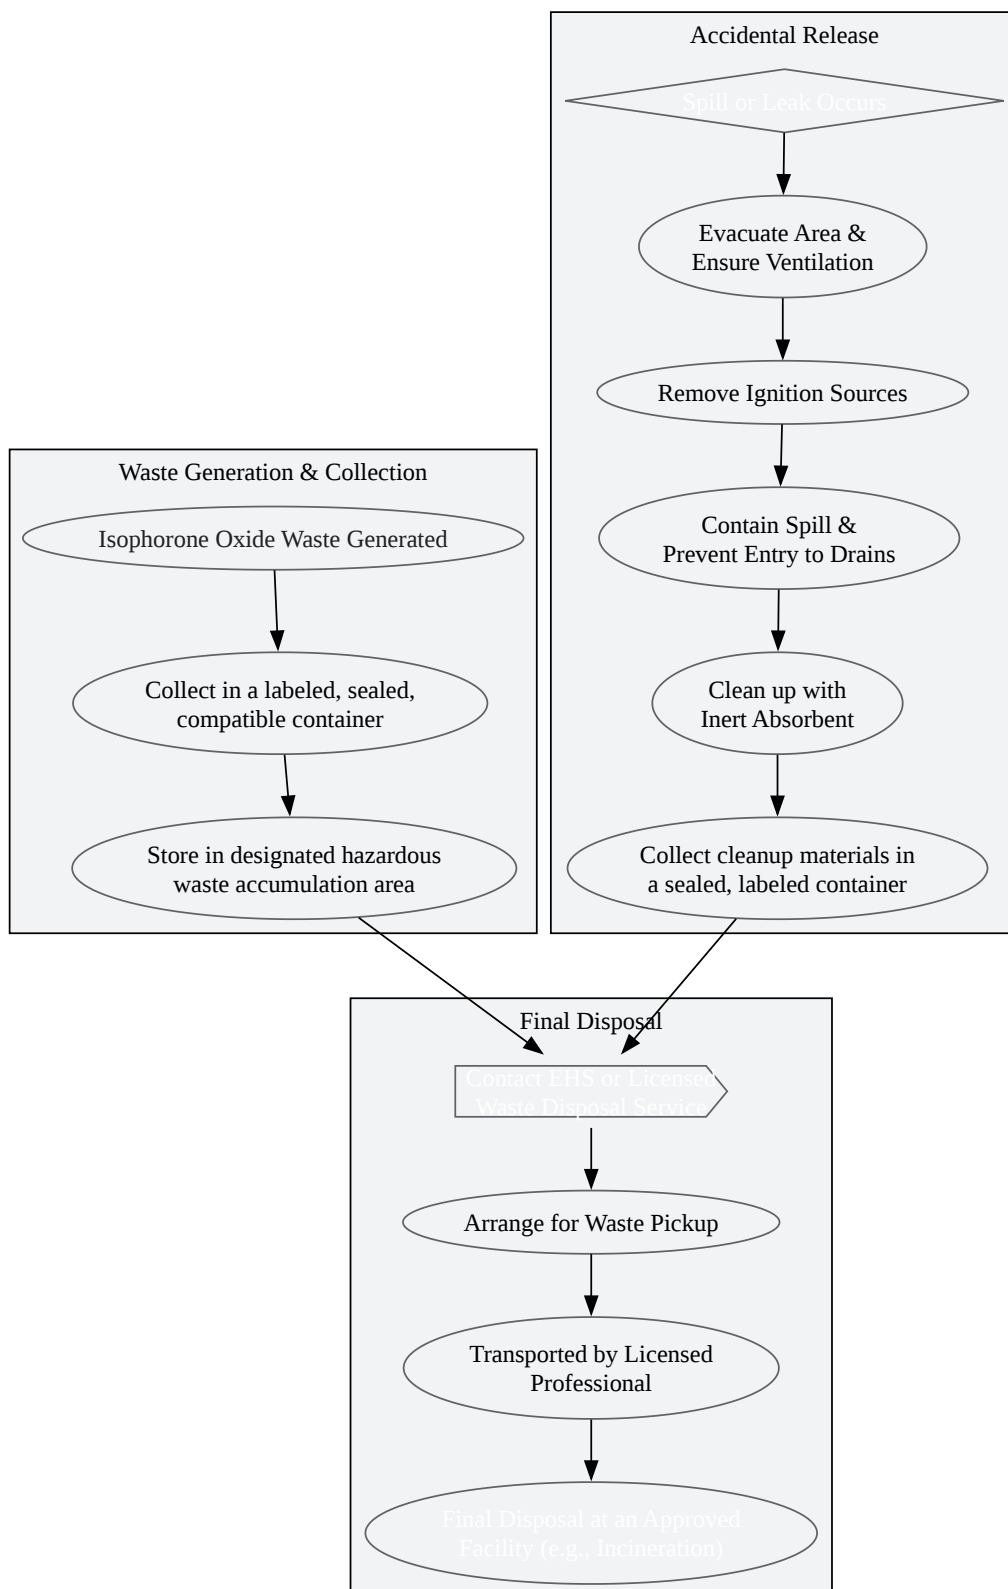 Accidental Release
Spill or Leak Occurs
Evacuate Area &
Ensure Ventilation
Remove Ignition Sources
Contain Spill &
Prevent Entry to Drains
Clean up with
Inert Absorbent
Collect cleanup materials in
a sealed, labeled container
Waste Generation & Collection
Isophorone Oxide Waste Generated
Collect in a labeled, sealed,
compatible container
Store in designated hazardous
waste accumulation area
Final Disposal
Contact EHS or Licensed
Waste Disposal Service
Arrange for Waste Pickup
Transported by Licensed
Professional
Final Disposal at an Approved
Facility (e.g., Incineration)